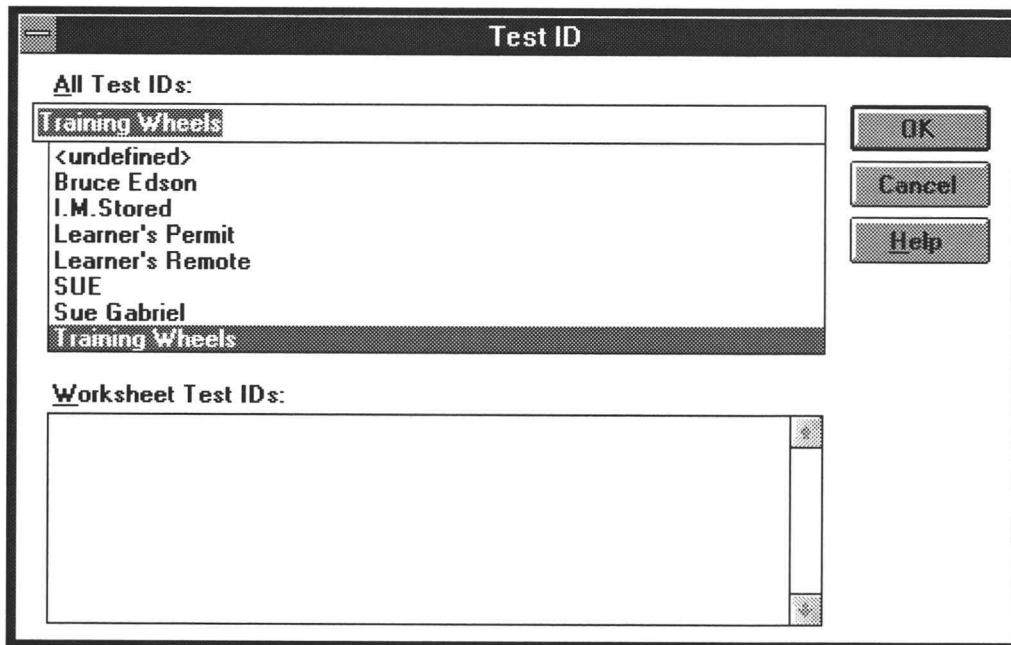 Test ID
All Test IDs:
Training Wheels
OK
<undefined>
Bruce Edson
Cancel
I.M.Stored
Learner's Permit
Help
Learner's Remote
SUE
Sue Gabriel
Training Wheels
Worksheet Test IDs: